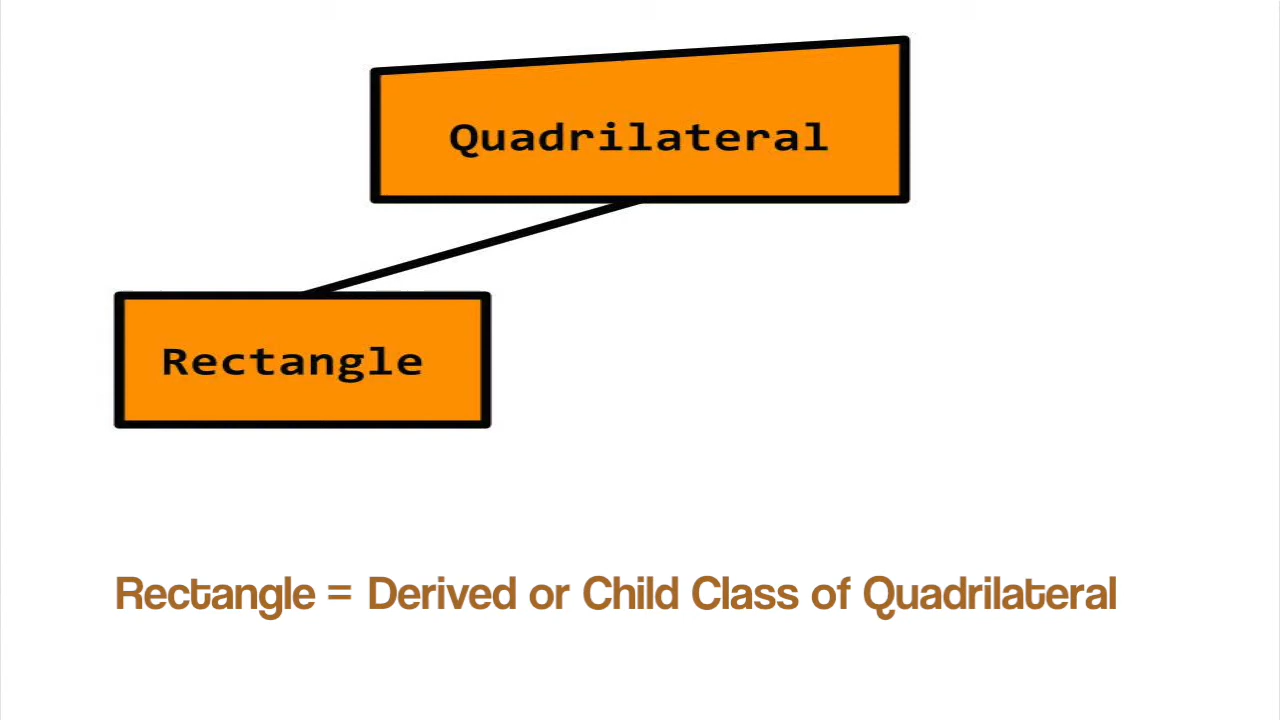 Quadrilateral
Rectangle
Rectangle = Derived or Child Class of Quadrilateral